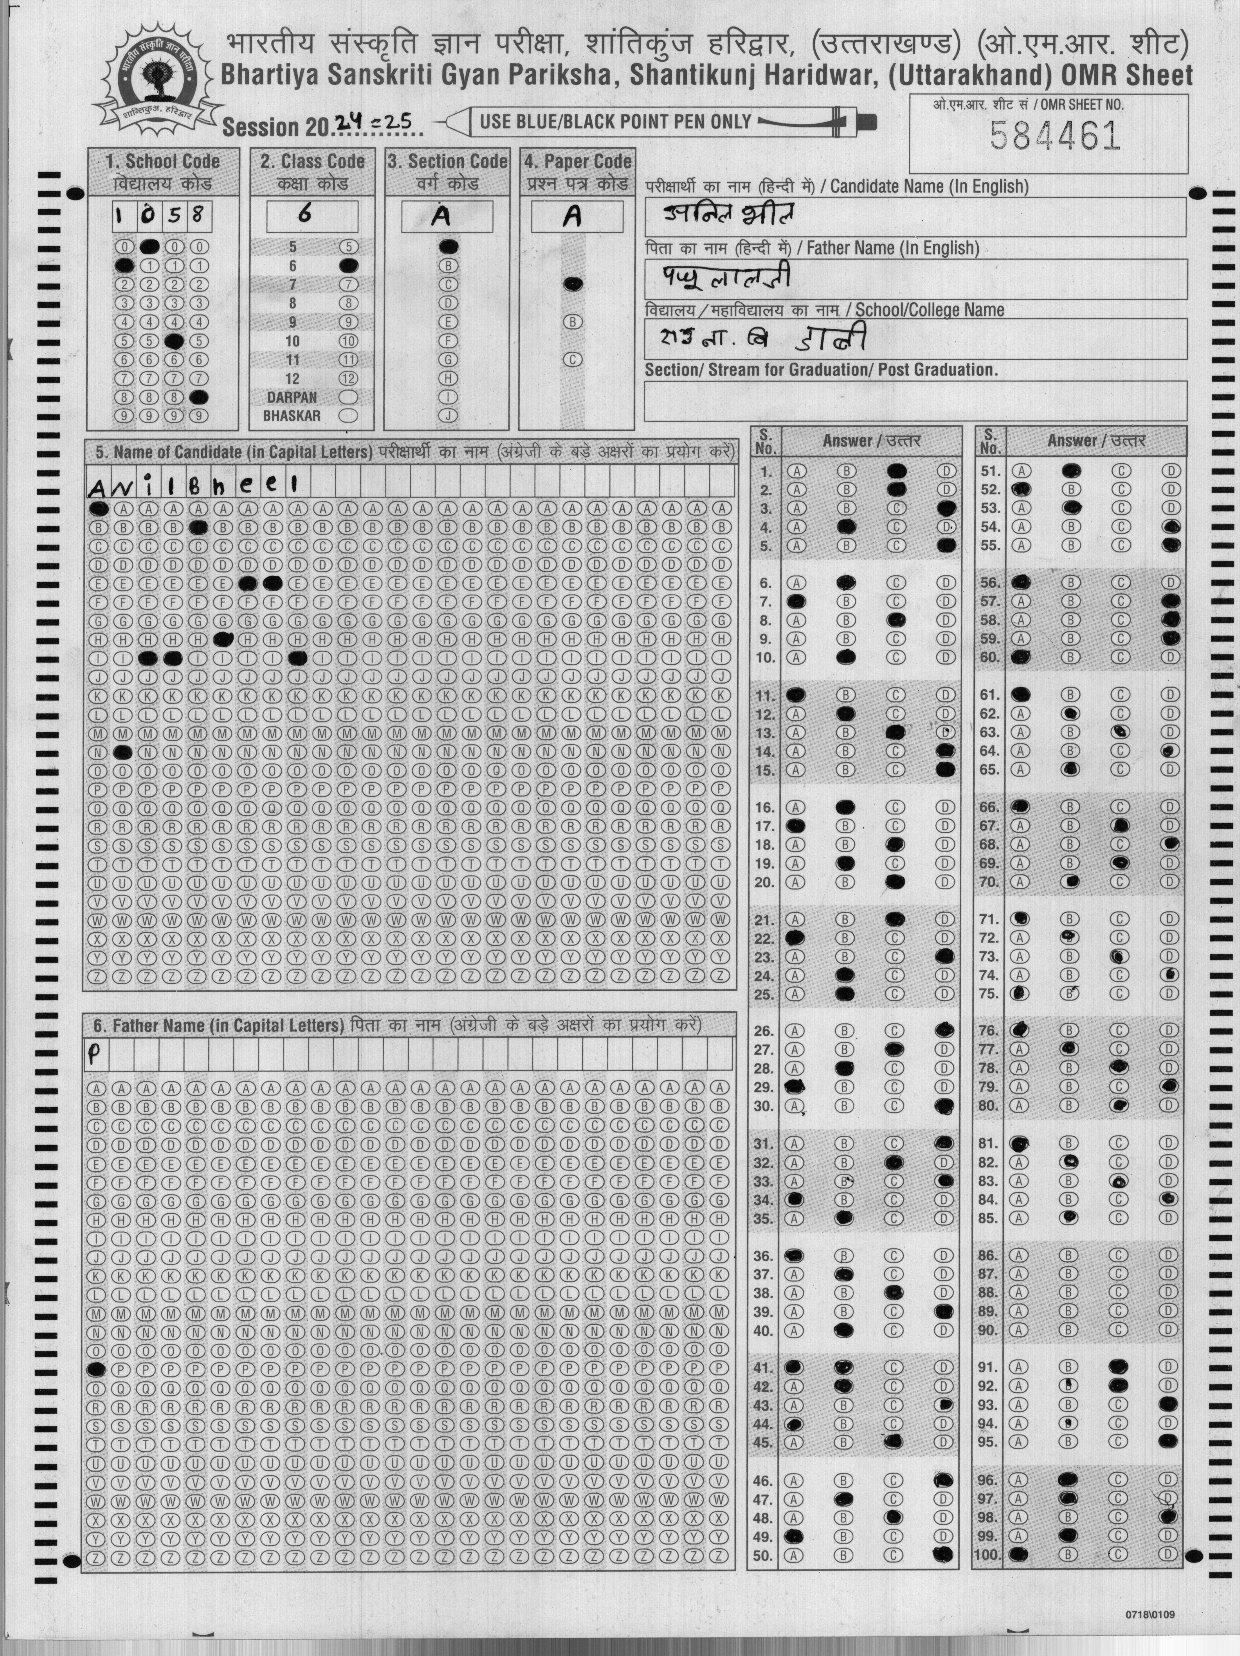 भारतीय संस्कृति ज्ञान परीक्षा, शांतिकुंज हरिद्वार, (उत्तराखण्ड) (ओ.एम.आर. शीट)
Bhartiya Sanskriti Gyan Pariksha, Shantikunj Haridwar, (Uttarakhand) OMR Sheet
Session 2024=25
USE BLUE/BLACK POINT PEN ONLY
ओ.एम.आर. शीट सं / OMR SHEET NO.
584461
1. School Code
विद्यालय कोड
1058
2. Class Code
कक्षा कोड
6
5
6
7
8
9
10
11
12
DARPAN
BHASKAR
3. Section Code
वर्ग कोड
A
4. Paper Code
प्रश्न पत्र कोड
A
परीक्षार्थी का नाम (हिन्दी में) / Candidate Name (In English)
अनिल भील
पिता का नाम (हिन्दी में) / Father Name (In English)
विद्यालय / महाविद्यालय का नाम / School/College Name
Section/ Stream for Graduation/ Post Graduation.
5. Name of Candidate (in Capital Letters) परीक्षार्थी का नाम (अंग्रेजी के बड़े अक्षरों का प्रयोग करें)
ANilBheel
6. Father Name (in Capital Letters) पिता का नाम (अंग्रेजी के बड़े अक्षरों का प्रयोग करें)
P
S. No. Answer / उत्तर
S. No. Answer / उत्तर
0718\0109